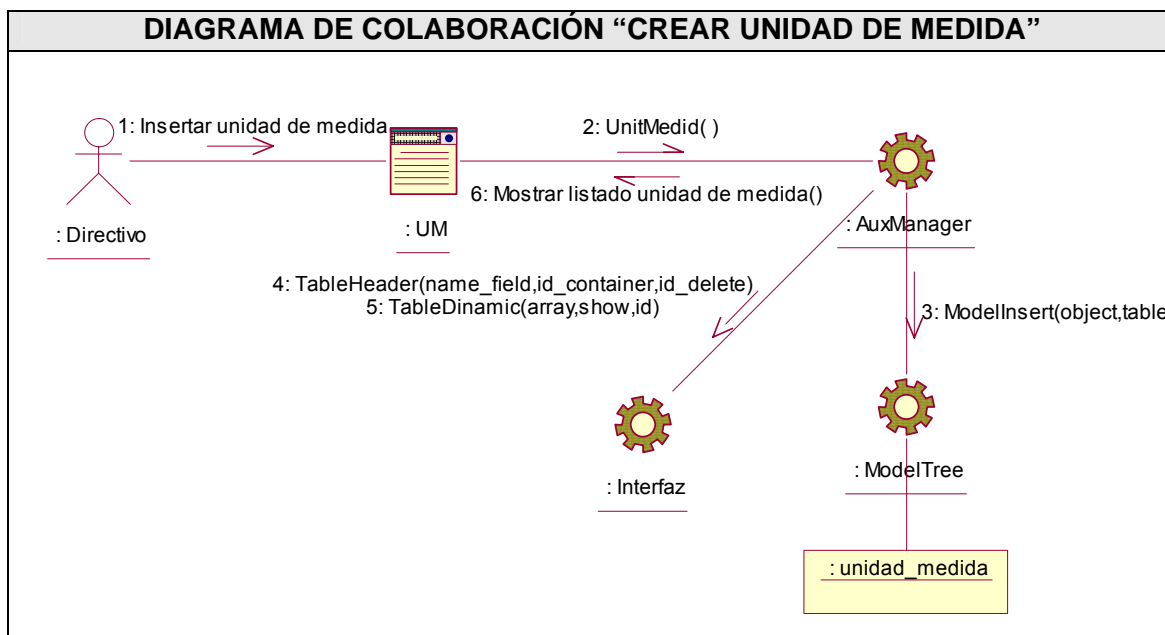 DIAGRAMA DE COLABORACIÓN “CREAR UNIDAD DE MEDIDA”
1: Insertar unidad de medida
2: UnitMedid( )
6: Mostrar listado unidad de medida()
: Directivo
: UM
: AuxManager
4: TableHeader(name_field,id_container,id_delete)
5: TableDinamic(array,show,id)
3: ModelInsert(object,table
: Interfaz
: ModelTree
: unidad_medida